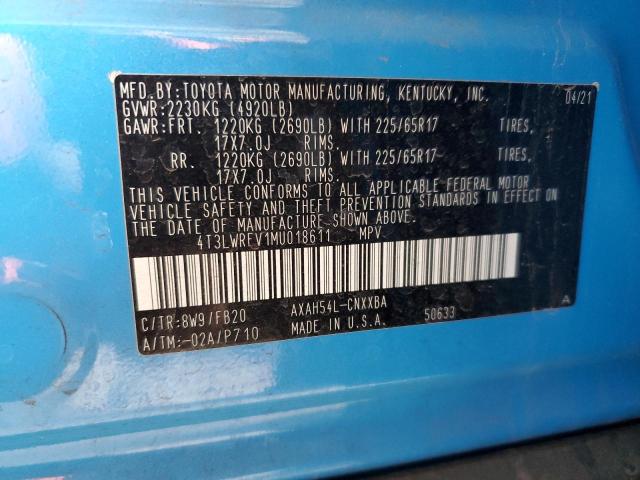 MFD.BY:TOYOTA MOTOR MANUFACTURING, KENTUCKY, INC. 04/21
GVWR:2230KG (4920LB)
GAWR:FRT. 1220KG (2690LB) WITH 225/65R17 TIRES,
17X7.0J RIMS.
RR. 1220KG (2690LB) WITH 225/65R17 TIRES,
17X7.0J RIMS.
THIS VEHICLE CONFORMS TO ALL APPLICABLE FEDERAL MOTOR
VEHICLE SAFETY AND THEFT PREVENTION STANDARDS IN EFFECT ON
THE DATE OF MANUFACTURE SHOWN ABOVE.
4T3LWRFV1MU018611 MPV
C/TR:8W9/FB20 AXAH54L-CNXXBA A
A/TM:-02A/P710 MADE IN U.S.A. 50633